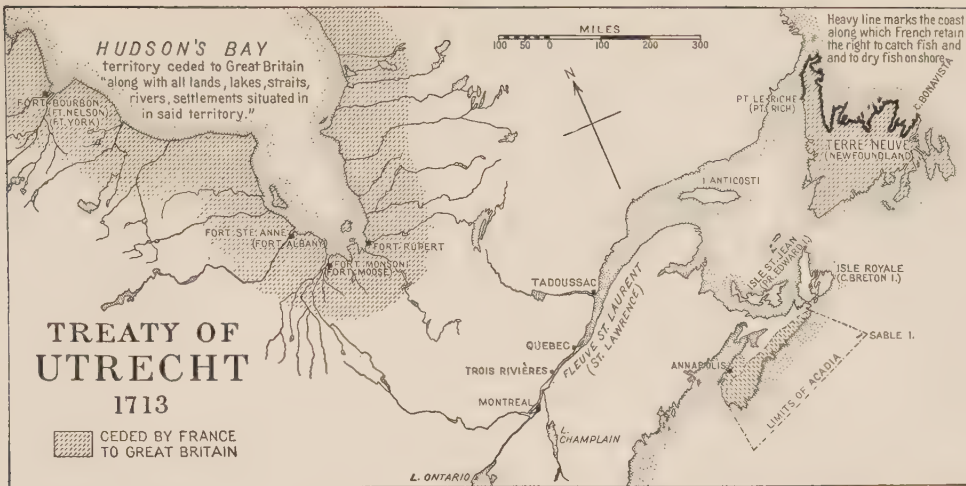 HUDSON'S BAY
territory ceded to Great Britain
"along with all lands, lakes, straits,
rivers, settlements situated in
in said territory."
MILES
100 50 0 100 200 300
N
Heavy line marks the coast
along which French retain
the right to catch fish and
and to dry fish on shore
C. BONAVISTA
FORT BOURBON
(FT. NELSON)
(FT. YORK)
PT. LE RICHE
(PT. RICH)
TERRE NEUVE
(NEWFOUNDLAND)
I. ANTICOSTI
FORT STE. ANNE
(FORT ALBANY)
FORT RUPERT
FORT MONSONI
(FORT MOOSE)
TADOUSSAC
ISLE ST. JEAN
(PR. EDWARD I.)
ISLE ROYALE
(C. BRETON I.)
FLEUVE ST. LAURENT
(ST. LAWRENCE)
QUEBEC
SABLE I.
TROIS RIVIÈRES
ANNAPOLIS
LIMITS OF ACADIA
MONTREAL
L. CHAMPLAIN
L. ONTARIO
TREATY OF
UTRECHT
1713
CEDED BY FRANCE
TO GREAT BRITAIN